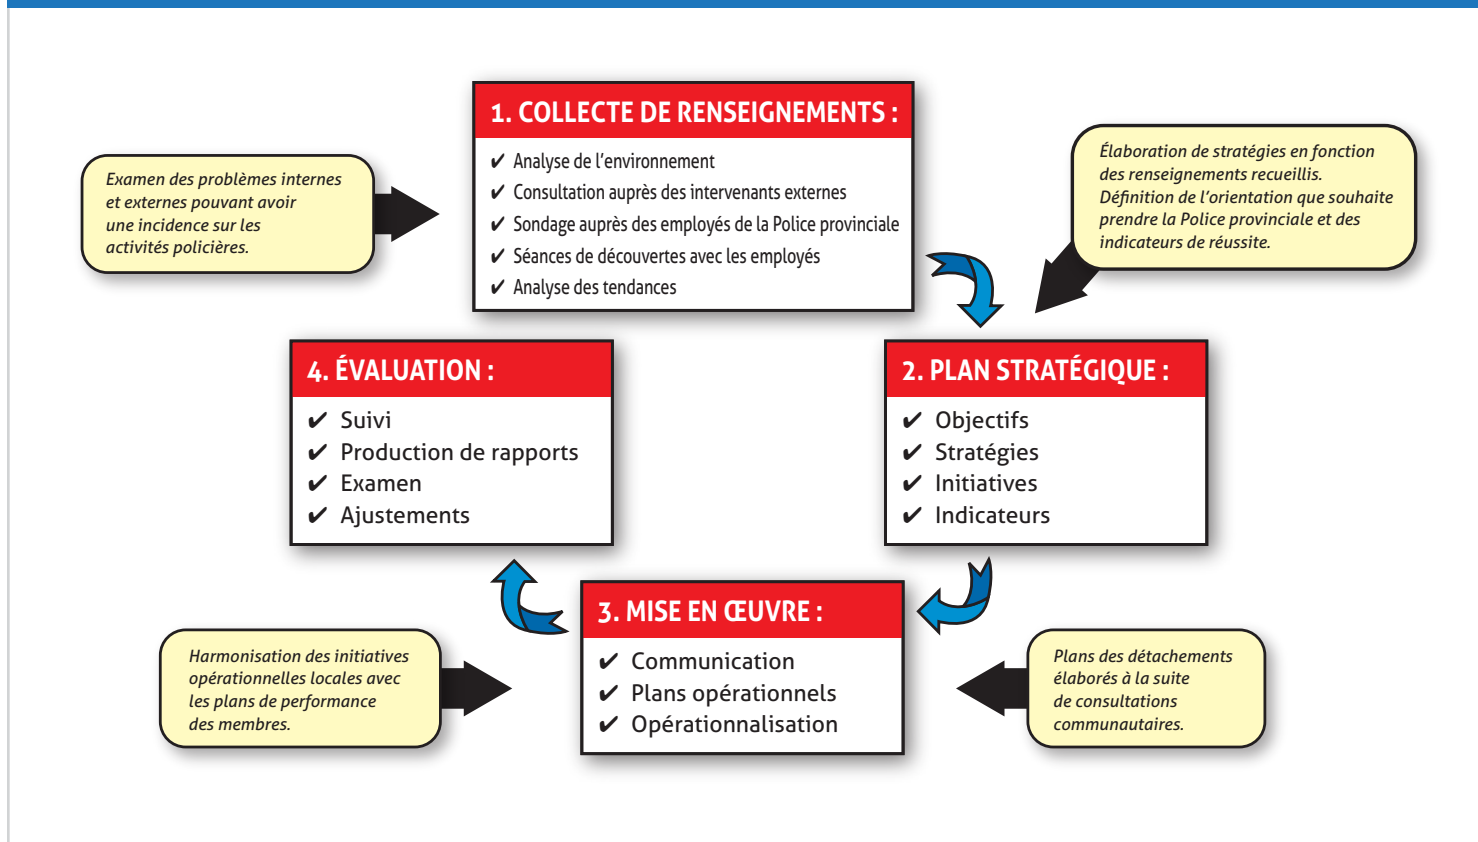 1. COLLECTE DE RENSEIGNEMENTS :
✔ Analyse de l’environnement
✔ Consultation auprès des intervenants externes
✔ Sondage auprès des employés de la Police provinciale
✔ Séances de découvertes avec les employés
✔ Analyse des tendances
Examen des problèmes internes
et externes pouvant avoir
une incidence sur les
activités policières.
Élaboration de stratégies en fonction
des renseignements recueillis.
Définition de l’orientation que souhaite
prendre la Police provinciale et des
indicateurs de réussite.
2. PLAN STRATÉGIQUE :
✔ Objectifs
✔ Stratégies
✔ Initiatives
✔ Indicateurs
3. MISE EN ŒUVRE :
✔ Communication
✔ Plans opérationnels
✔ Opérationnalisation
Plans des détachements
élaborés à la suite
de consultations
communautaires.
Harmonisation des initiatives
opérationnelles locales avec
les plans de performance
des membres.
4. ÉVALUATION :
✔ Suivi
✔ Production de rapports
✔ Examen
✔ Ajustements